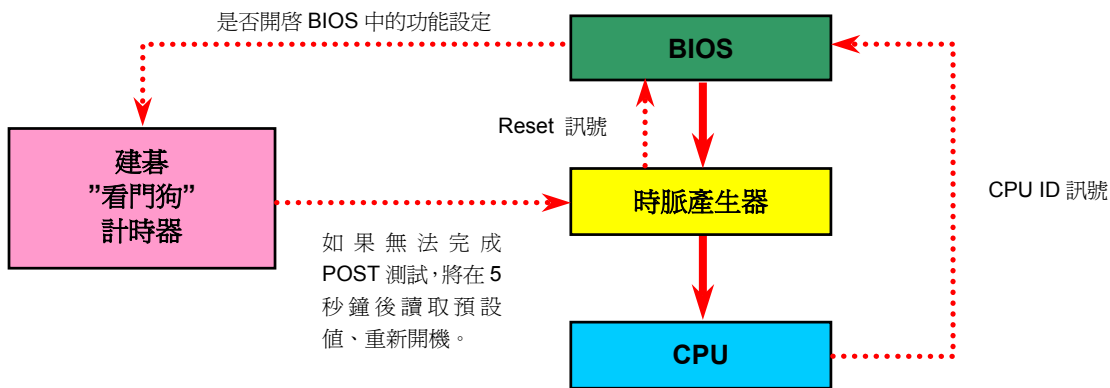 是否開啓 BIOS 中的功能設定
BIOS
Reset 訊號
建碁
”看門狗”
計時器
時脈產生器
CPU ID 訊號
如果無法完成
POST 測試，將在 5
秒鐘後讀取預設
值、重新開機。
CPU